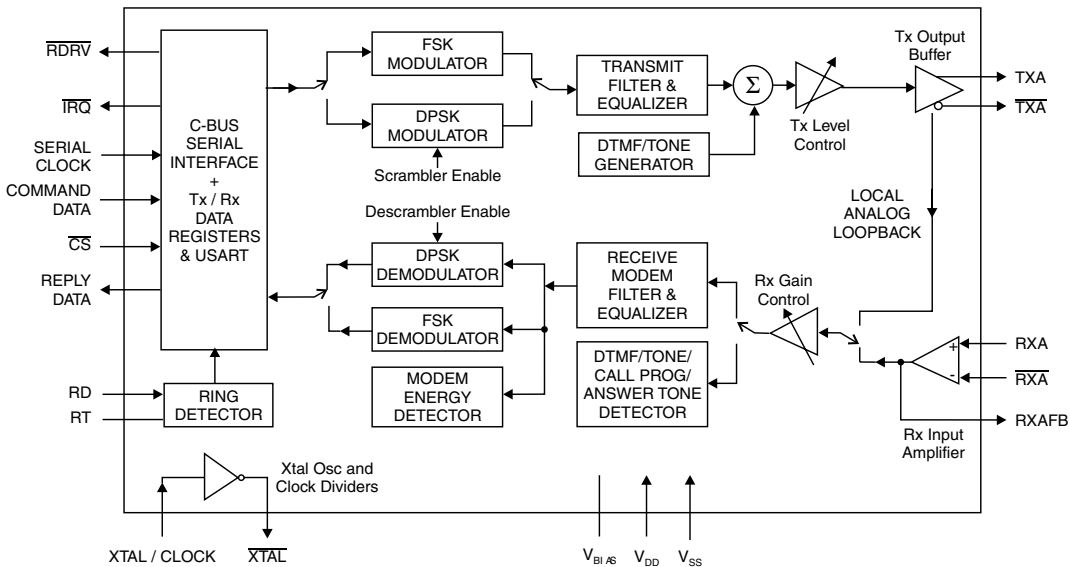 RDRV
IRQ
SERIAL
CLOCK
COMMAND
DATA
CS
REPLY
DATA
RD
RT
C-BUS
SERIAL
INTERFACE
+
Tx / Rx
DATA
REGISTERS
& USART
RING
DETECTOR
FSK
MODULATOR
DPSK
MODULATOR
Scrambler Enable
TRANSMIT
FILTER &
EQUALIZER
DTMF/TONE
GENERATOR
Σ
Tx Level
Control
Tx Output
Buffer
TXA
TXA
LOCAL
ANALOG
LOOPBACK
Descrambler Enable
DPSK
DEMODULATOR
FSK
DEMODULATOR
MODEM
ENERGY
DETECTOR
RECEIVE
MODEM
FILTER &
EQUALIZER
DTMF/TONE/
CALL PROG/
ANSWER TONE
DETECTOR
Rx Gain
Control
+
-
Rx Input
Amplifier
RXA
RXA
RXAFB
Xtal Osc and
Clock Dividers
XTAL / CLOCK
XTAL
VBIAS
VDD
VSS